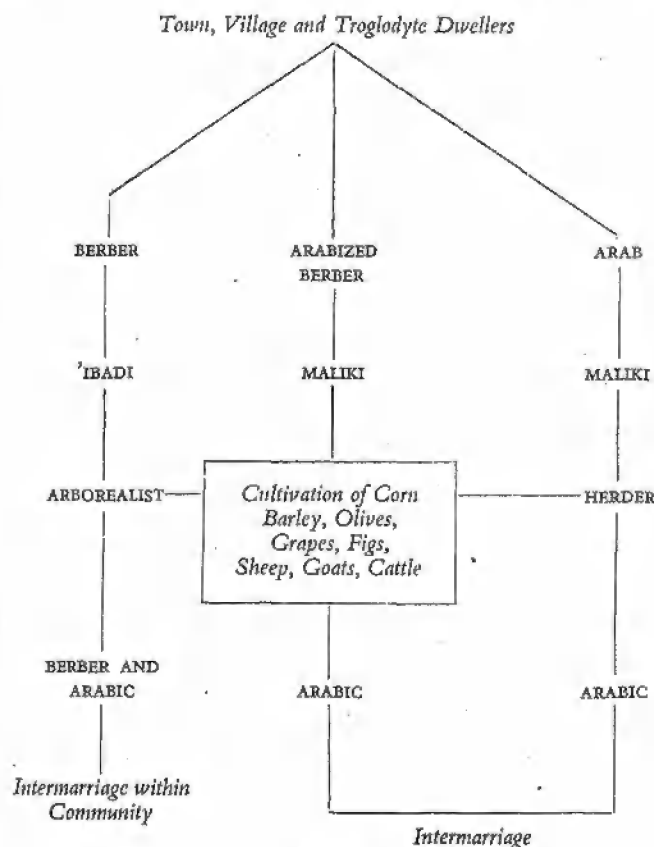 Town, Village and Troglodyte Dwellers
BERBER
ARABIZED
BERBER
ARAB
'IBADI
MALIKI
MALIKI
ARBOREALIST
Cultivation of Corn
Barley, Olives,
Grapes, Figs,
Sheep, Goats, Cattle
HERDER
BERBER AND
ARABIC
ARABIC
ARABIC
Intermarriage within
Community
Intermarriage